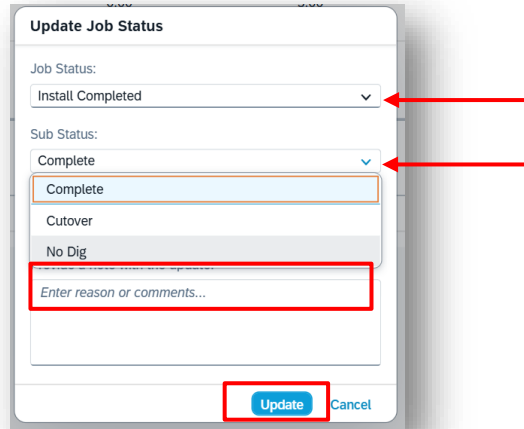 Update Job Status
Job Status:
Install Completed
Sub Status:
Complete
Complete
Cutover
No Dig
Enter reason or comments...
Update Cancel